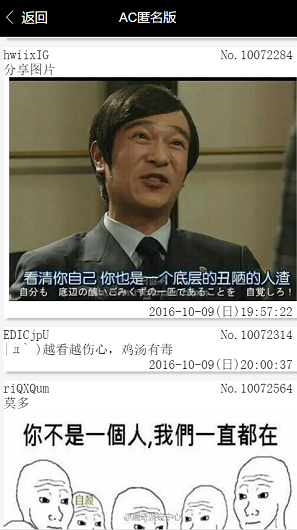 返回
AC匿名版
hwiixIG No.10072284
分享图片
看清你自己 你也是一个底层的丑陋的人渣
自分も 底辺の醜いごみくずの一匹であることを 自覚しろ！
2016-10-09(日)19:57:22
EDICjpU No.10072314
|д｀)越看越伤心，鸡汤有毒
2016-10-09(日)20:00:37
riQXQum No.10072564
莫多
你不是一個人,我們一直都在
自殺